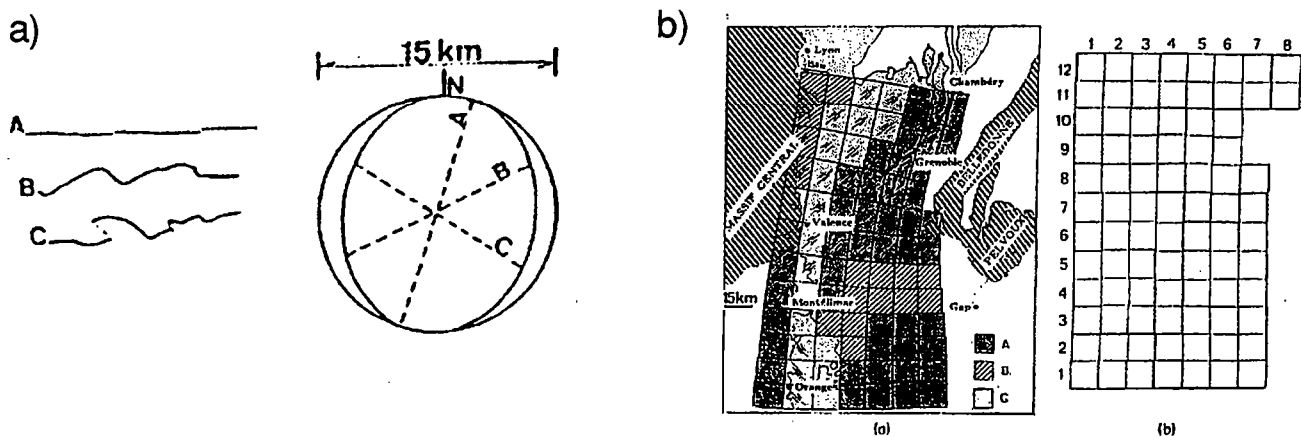 a)
15 km
N
A
B
C
A
B
C
b)
Lyon
Chambéry
Grenoble
MASSIF CENTRAL
BELLEDONNE
PELVOUX
Valence
15km
Montélimar
Gap
Orange
A
B
C
(a)
1 2 3 4 5 6 7 8
12
11
10
9
8
7
6
5
4
3
2
1
(b)